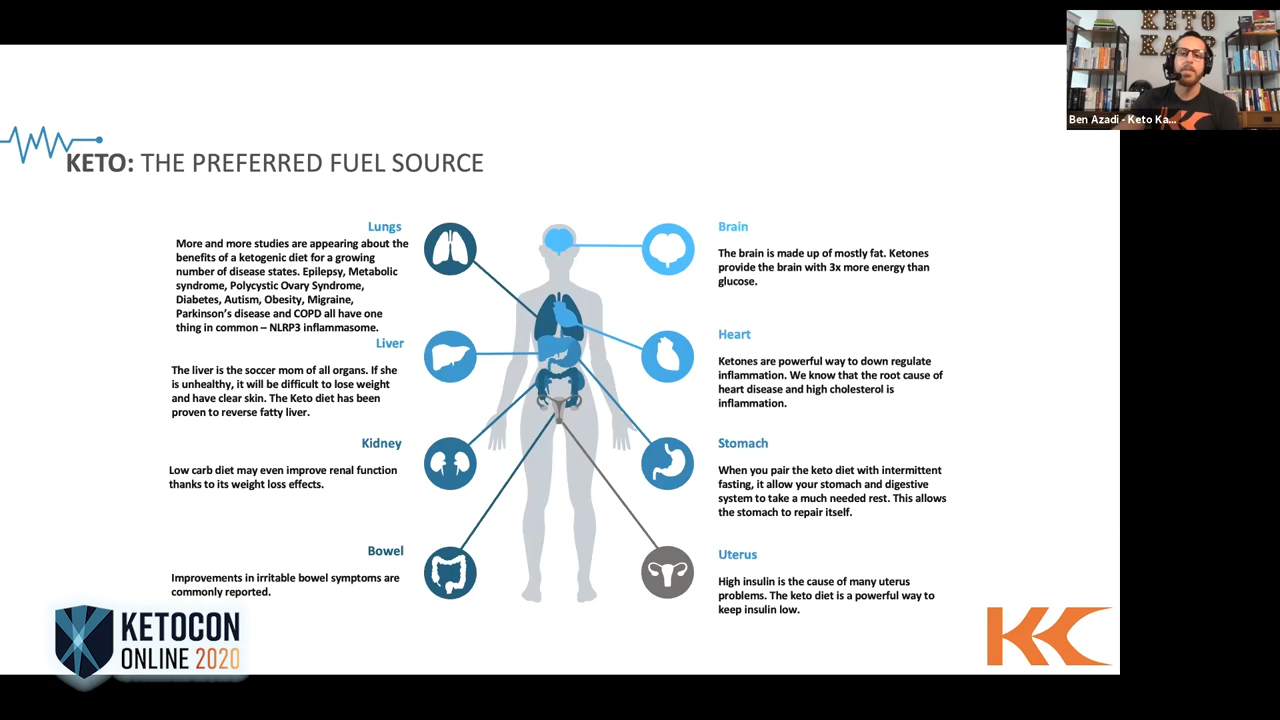 KETO KA
Ben Azadi - Keto Ka...
KETO: THE PREFERRED FUEL SOURCE
Lungs
More and more studies are appearing about the
benefits of a ketogenic diet for a growing
number of disease states. Epilepsy, Metabolic
syndrome, Polycystic Ovary Syndrome,
Diabetes, Autism, Obesity, Migraine,
Parkinson's disease and COPD all have one
thing in common – NLRP3 inflammasome.
Liver
The liver is the soccer mom of all organs. If she
is unhealthy, it will be difficult to lose weight
and have clear skin. The Keto diet has been
proven to reverse fatty liver.
Kidney
Low carb diet may even improve renal function
thanks to its weight loss effects.
Bowel
Improvements in irritable bowel symptoms are
commonly reported.
Brain
The brain is made up of mostly fat. Ketones
provide the brain with 3x more energy than
glucose.
Heart
Ketones are powerful way to down regulate
inflammation. We know that the root cause of
heart disease and high cholesterol is
inflammation.
Stomach
When you pair the keto diet with intermittent
fasting, it allow your stomach and digestive
system to take a much needed rest. This allows
the stomach to repair itself.
Uterus
High insulin is the cause of many uterus
problems. The keto diet is a powerful way to
keep insulin low.
KETOCON
ONLINE 2020
KC